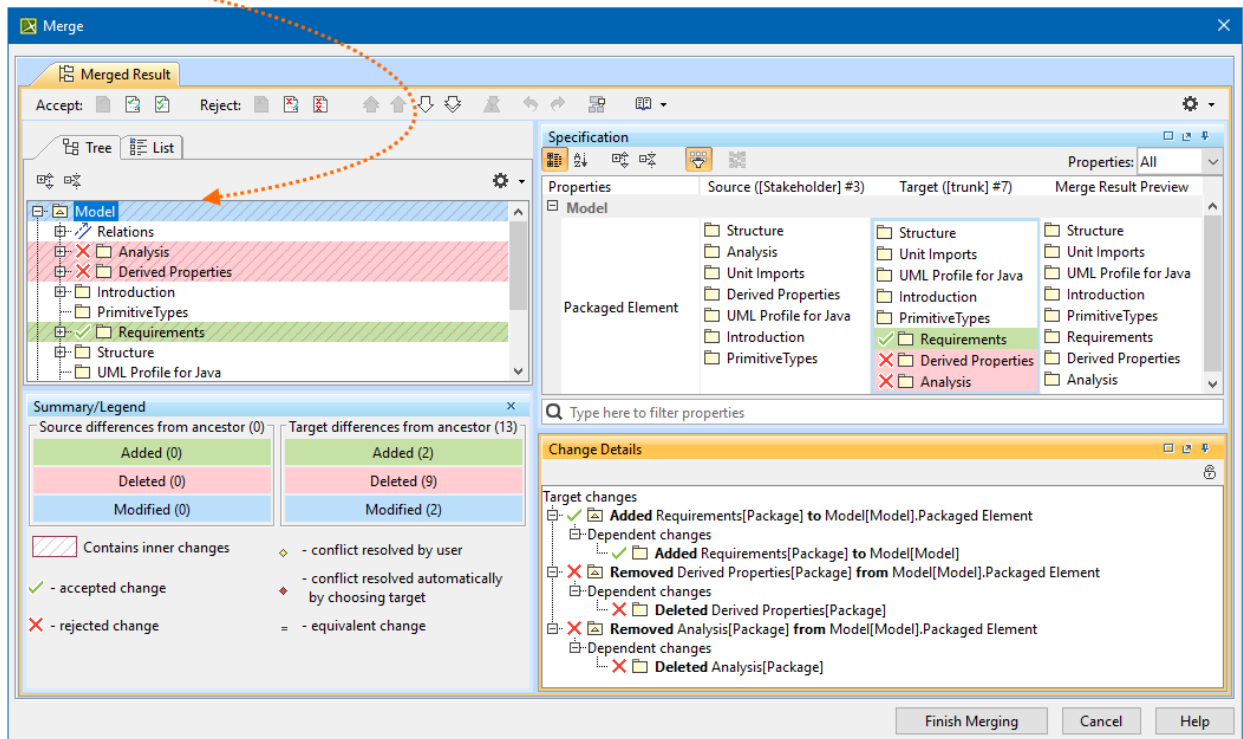 Merge
Merged Result
Accept:
Reject:
Tree
List
Model
Relations
Analysis
Derived Properties
Introduction
PrimitiveTypes
Requirements
Structure
UML Profile for Java
Summary/Legend
Source differences from ancestor (0)
Added (0)
Deleted (0)
Modified (0)
Target differences from ancestor (13)
Added (2)
Deleted (9)
Modified (2)
Contains inner changes
- accepted change
- rejected change
- conflict resolved by user
- conflict resolved automatically
by choosing target
= - equivalent change
Specification
Properties: All
Properties Source ([Stakeholder] #3) Target ([trunk] #7) Merge Result Preview
Model
Packaged Element
Structure
Analysis
Unit Imports
Derived Properties
UML Profile for Java
Introduction
PrimitiveTypes
Structure
Unit Imports
UML Profile for Java
Introduction
PrimitiveTypes
Requirements
Derived Properties
Analysis
Structure
Unit Imports
UML Profile for Java
Introduction
PrimitiveTypes
Requirements
Derived Properties
Analysis
Type here to filter properties
Change Details
Target changes
Added Requirements[Package] to Model[Model].Packaged Element
Dependent changes
Added Requirements[Package] to Model[Model]
Removed Derived Properties[Package] from Model[Model].Packaged Element
Dependent changes
Deleted Derived Properties[Package]
Removed Analysis[Package] from Model[Model].Packaged Element
Dependent changes
Deleted Analysis[Package]
Finish Merging
Cancel
Help